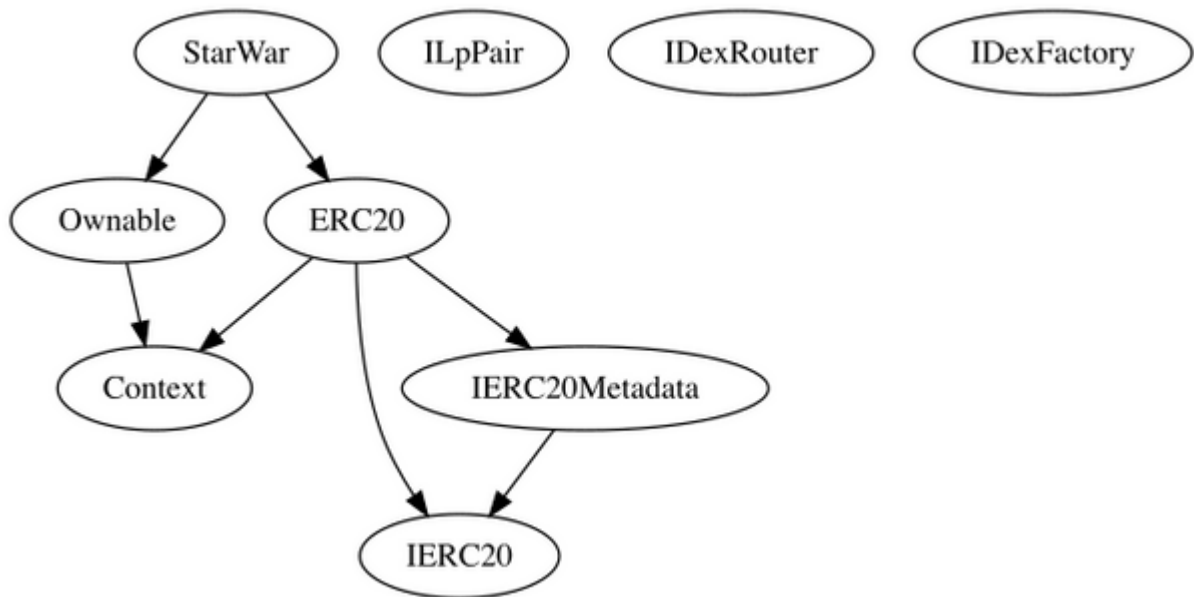 StarWar
ILpPair
IDexRouter
IDexFactory
Ownable
ERC20
Context
IERC20Metadata
IERC20